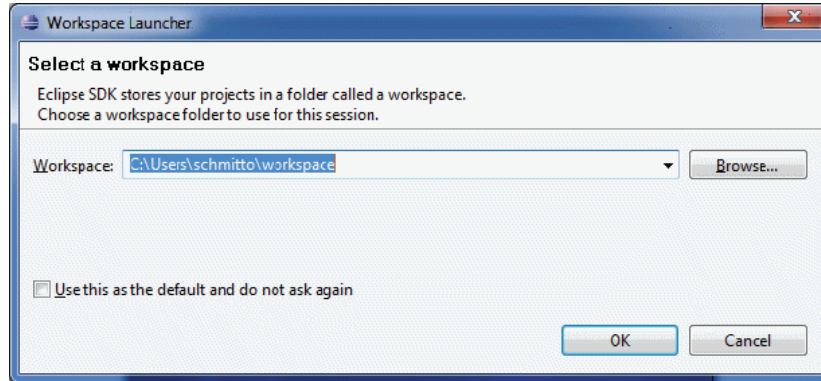 Workspace Launcher
Select a workspace
Eclipse SDK stores your projects in a folder called a workspace.
Choose a workspace folder to use for this session.
Workspace: C:\Users\schmitto\workspace Browse...
Use this as the default and do not ask again
OK Cancel